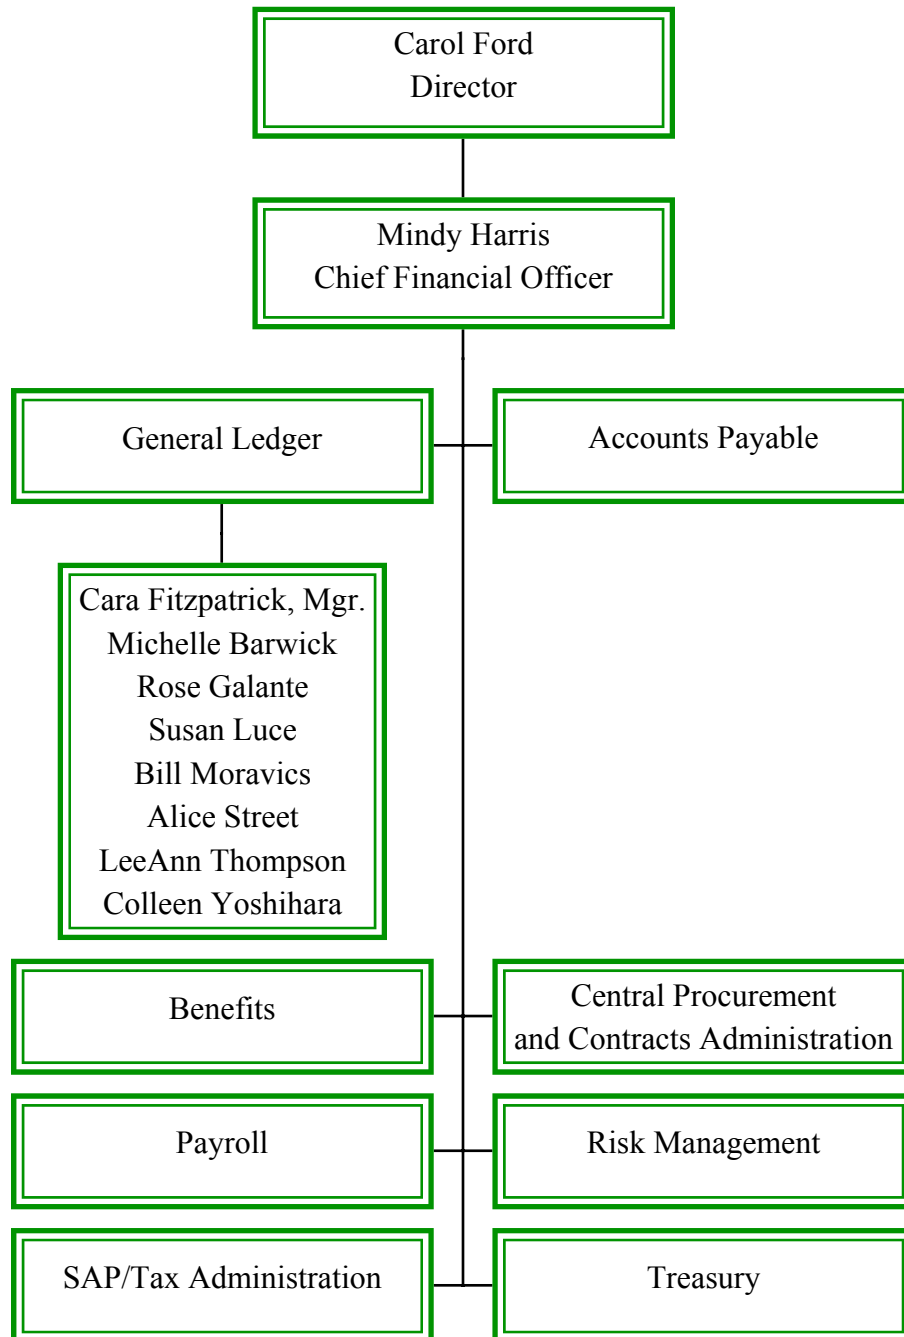 Carol Ford
Director
Mindy Harris
Chief Financial Officer
General Ledger
Accounts Payable
Cara Fitzpatrick, Mgr.
Michelle Barwick
Rose Galante
Susan Luce
Bill Moravics
Alice Street
LeeAnn Thompson
Colleen Yoshihara
Benefits
Central Procurement
and Contracts Administration
Payroll
Risk Management
SAP/Tax Administration
Treasury